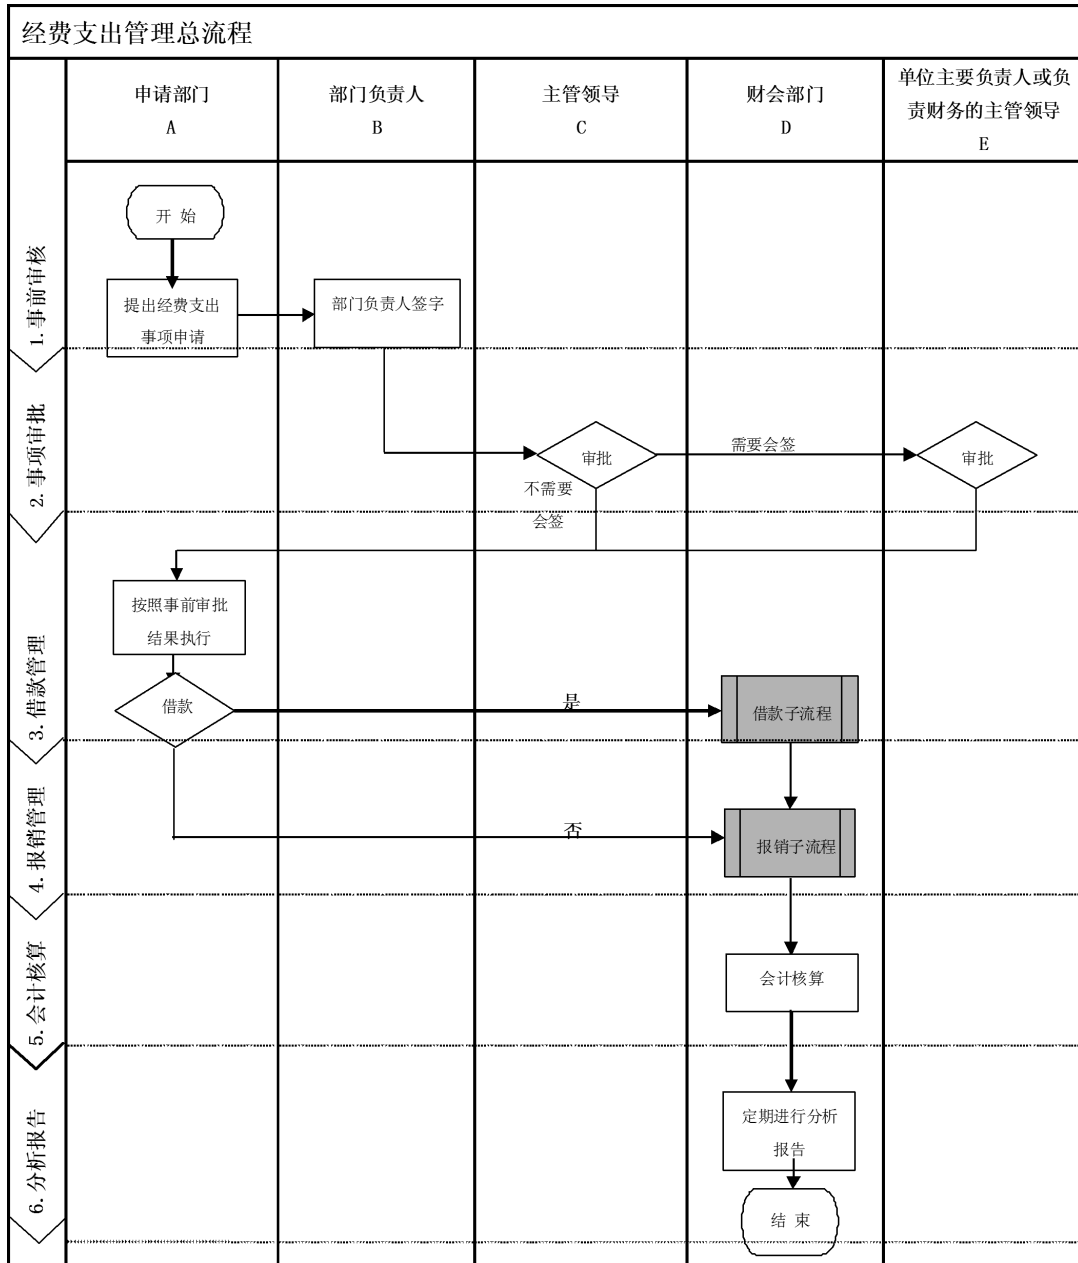 经费支出管理总流程
申请部门
A
部门负责人
B
主管领导
C
财会部门
D
单位主要负责人或负
责财务的主管领导
E
1.事前审核
开 始
提出经费支出
事项申请
部门负责人签字
2.事项审批
审批
需要会签
审批
不需要
会签
3.借款管理
按照事前审批
结果执行
借款
是
借款子流程
4.报销管理
否
报销子流程
5.会计核算
会计核算
6.分析报告
定期进行分析
报告
结 束